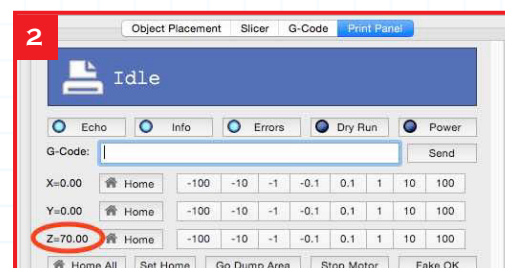 2
Object Placement Slicer G-Code Print Panel
Idle
Echo Info Errors Dry Run Power
G-Code: Send
X=0.00 Home -100 -10 -1 -0.1 0.1 1 10 100
Y=0.00 Home -100 -10 -1 -0.1 0.1 1 10 100
Z=70.00 Home -100 -10 -1 -0.1 0.1 1 10 100
Home All Set Home Go Dump Area Stop Motor Fake OK